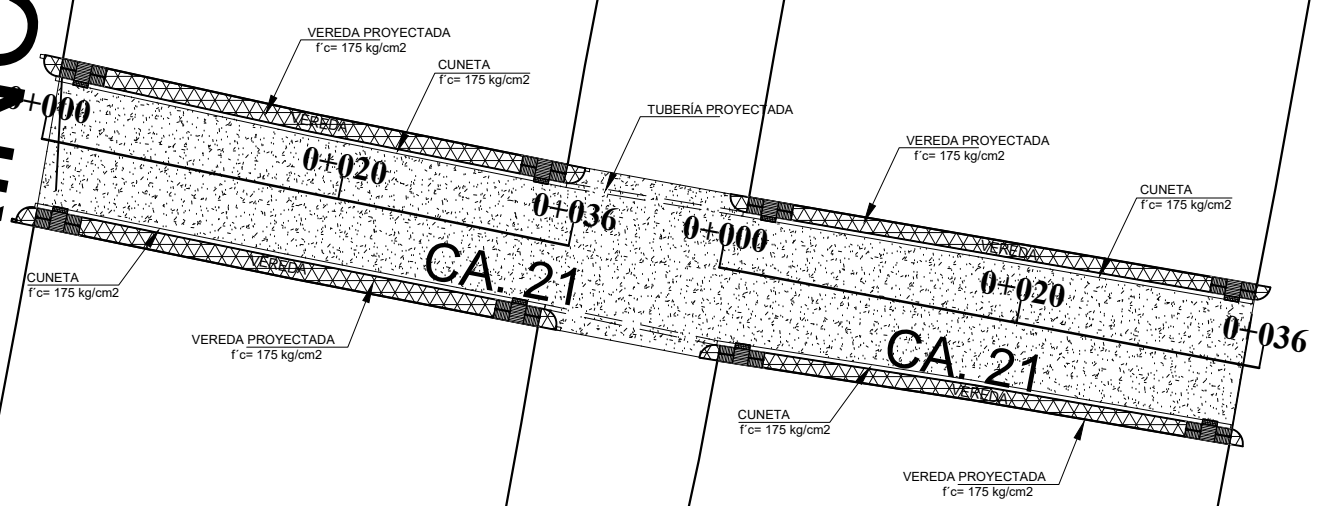 VEREDA PROYECTADA
f´c= 175 kg/cm2
CUNETA
f´c= 175 kg/cm2
TUBERÍA PROYECTADA
VEREDA PROYECTADA
f´c= 175 kg/cm2
CUNETA
f´c= 175 kg/cm2
0+000
VEREDA
0+020
0+036
0+000
VEREDA
0+020
0+036
CA. 21
CA. 21
VEREDA
VEREDA
CUNETA
f´c= 175 kg/cm2
VEREDA PROYECTADA
f´c= 175 kg/cm2
CUNETA
f´c= 175 kg/cm2
VEREDA PROYECTADA
f´c= 175 kg/cm2